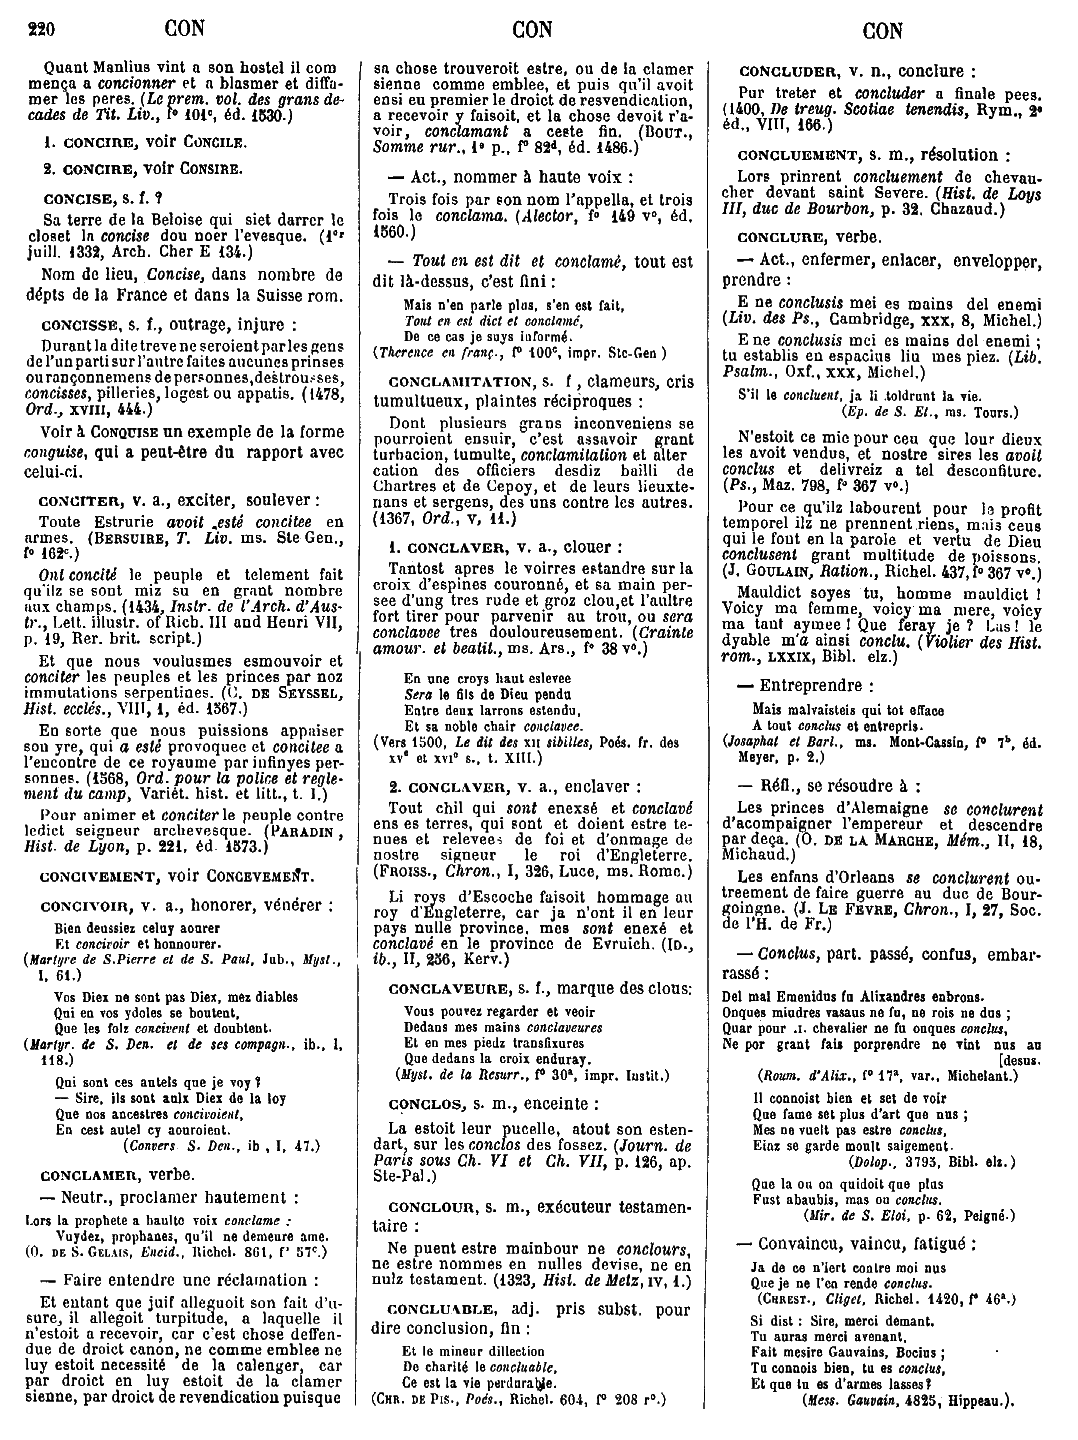 220 CON CON CON
Quant Manlius vint a son hostel il com
mença a concionner et a blasmer et diffa-
mer les peres. (Le prem. vol. des grans de-
cades de Tit. Liv., f° 101ᶜ, éd. 1530.)
1. CONCIRE, voir CONCILE.
2. CONCIRE, voir CONSIRE.
CONCISE, s. f. ?
Sa terre de la Beloise qui siet darrer le
closet la concise dou noer l'evesque. (1ᵉʳ
juill. 1332, Arch. Cher E 134.)
Nom de lieu, Concise, dans nombre de
dépts de la France et dans la Suisse rom.
CONCISSE, s. f., outrage, injure :
Durant la dite treve ne seroient par les gens
de l'un parti sur l'autre faites aucunes prinses
ou rançonnemens de personnes, destrousses,
concisses, pilleries, logest ou appatis. (1478,
Ord., XVIII, 444.)
Voir à CONQUISE un exemple de la forme
conguise, qui a peut-être du rapport avec
celui-ci.
CONCITER, v. a., exciter, soulever :
Toute Estrurie avoit esté concitee en
armes. (BERSUIRE, T. Liv. ms. Ste Gen.,
f° 162ᶜ.)
Ont concité le peuple et telement fait
qu'ilz se sont miz su en grant nombre
aux champs. (1434, Instr. de l'Arch. d'Aus-
tr., Lett. illustr. of Rich. III and Henri VII,
p. 19, Rer. brit. script.)
Et que nous voulusmes esmouvoir et
conciter les peuples et les princes par noz
immutations serpentines. (C. DE SEYSSEL,
Hist. ecclés., VIII, 1, éd. 1567.)
En sorte que nous puissions appaiser
son yre, qui a esté provoquee et concitee a
l'encontre de ce royaume par infinyes per-
sonnes. (1568, Ord. pour la police et regle-
ment du camp, Variét. hist. et litt., t. I.)
Pour animer et conciter le peuple contre
ledict seigneur archevesque. (PARADIN,
Hist. de Lyon, p. 221, éd. 1573.)
CONCIVEMENT, voir CONCEVEMENT.
CONCIVOIR, v. a., honorer, vénérer :
Bien deussiez celuy aourer
Et concivoir et honnourer.
(Martyre de S. Pierre et de S. Paul, Jub., Myst.,
I, 61.)
Vos Diex ne sont pas Diex, mez diables
Qui en vos ydoles se boutent,
Que les folz concivent et doubtent.
(Martyr. de S. Den. et de ses compagn., ib., I,
118.)
Qui sont ces autels que je voy ?
— Sire, ils sont aulx Diex de la loy
Que nos ancestres concivoient,
En cest autel cy aouroient.
(Convers S. Den., ib , I, 47.)
CONCLAMER, verbe.
— Neutr., proclamer hautement :
Lors la prophete a haulte voix conclame :
Vuydez, prophanes, qu'il ne demeure ame.
(O. DE S. GELAIS, Eneid., Richel. 861, f° 57ᶜ.)
— Faire entendre une réclamation :
Et entant que juif alleguoit son fait d'u-
sure, il allegoit turpitude, a laquelle il
n'estoit a recevoir, car c'est chose deffen-
due de droict canon, ne comme emblee ne
luy estoit necessité de la calenger, car
par droict en luy estoit de la clamer
sienne, par droict de revendication puisque
sa chose trouveroit estre, ou de la clamer
sienne comme emblee, et puis qu'il avoit
ensi eu premier le droict de resvendication,
a recevoir y faisoit, et la chose devoit r'a-
voir, conclamant a ceste fin. (BOUT.,
Somme rur., 1ᵉ p., f° 82ᵈ, éd. 1486.)
— Act., nommer à haute voix :
Trois fois par son nom l'appella, et trois
fois le conclama. (Alector, f° 149 v°, éd.
1560.)
— Tout en est dit et conclamé, tout est
dit là-dessus, c'est fini :
Mais n'en parle plus, s'en est fait,
Tout en est dict et conclamé,
De ce cas je suys informé.
(Therence en franç., f° 100ᶜ, impr. Ste-Gen )
CONCLAMITATION, s. f , clameurs, cris
tumultueux, plaintes réciproques :
Dont plusieurs grans inconveniens se
pourroient ensuir, c'est assavoir grant
turbacion, tumulte, conclamitation et alter
cation des officiers desdiz bailli de
Chartres et de Cepoy, et de leurs lieuxte-
nans et sergens, des uns contre les autres.
(1367, Ord., V, 11.)
1. CONCLAVER, v. a., clouer :
Tantost apres le voirres estandre sur la
croix d'espines couronné, et sa main per-
see d'ung tres rude et groz clou,et l'aultre
fort tirer pour parvenir au trou, ou sera
conclavee tres douloureusement. (Crainte
amour. et beatit., ms. Ars., f° 38 v°.)
En une croys haut eslevee
Sera le fils de Dieu pendu
Entre deux larrons estendu,
Et sa noble chair conclavee.
(Vers 1500, Le dit des XII sibilles, Poés. fr. des
XVᵉ et XVIᵉ s., t. XIII.)
2. CONCLAVER, v. a., enclaver :
Tout chil qui sont enexsé et conclavé
ens es terres, qui sont et doient estre te-
nues et relevees de foi et d'onmage de
nostre signeur le roi d'Engleterre.
(FROISS., Chron., I, 326, Luce, ms. Rome.)
Li roys d'Escoche faisoit hommage au
roy d'Engleterre, car ja n'ont il en leur
pays nulle province, mes sont enexé et
conclavé en le province de Evruich. (ID.,
ib., II, 256, Kerv.)
CONCLAVEURE, s. f., marque des clous:
Vous pouvez regarder et veoir
Dedans mes mains conclaveures
Et en mes piedz transfixures
Que dedans la croix enduray.
(Myst. de la Resurr., f° 30ᵃ, impr. Instit.)
CONCLOS, s. m., enceinte :
La estoit leur pucelle, atout son esten-
dart, sur les conclos des fossez. (Journ. de
Paris sous Ch. VI et Ch. VII, p. 126, ap.
Ste-Pal.)
CONCLOUR, s. m., exécuteur testamen-
taire :
Ne puent estre mainbour ne conclours,
ne estre nommes en nulles devise, ne en
nulz testament. (1323, Hist. de Metz, IV, 1.)
CONCLUABLE, adj. pris subst. pour
dire conclusion, fin :
Et le mineur dillection
De charité le concluable,
Ce est la vie perdurable.
(CHR. DE PIS., Poés., Richel. 604, f° 208 r°.)
CONCLUDER, v. n., conclure :
Pur treter et concluder a finale pees.
(1400, De treug. Scotiae tenendis, Rym., 2ᵉ
éd., VIII, 166.)
CONCLUEMENT, s. m., résolution :
Lors prinrent concluement de chevau-
cher devant saint Severe. (Hist. de Loys
III, duc de Bourbon, p. 32, Chazaud.)
CONCLURE, verbe.
— Act., enfermer, enlacer, envelopper,
prendre :
E ne conclusis mei es mains del enemi
(Liv. des Ps., Cambridge, XXX, 8, Michel.)
E ne conclusis mei es mains del enemi ;
tu establis en espacius liu mes piez. (Lib.
Psalm., Oxf., XXX, Michel.)
S'il le concluent, ja li toldrunt la vie.
(Ep. de S. Et., ms. Tours.)
N'estoit ce mie pour ceu que lour dieux
les avoit vendus, et nostre sires les avoit
conclus et delivreiz a tel desconfiture.
(Ps., Maz. 798, f° 367 v°.)
Pour ce qu'ilz labourent pour le profit
temporel ilz ne prennent riens, mais ceus
qui le font en la parole et vertu de Dieu
conclusent grant multitude de poissons.
(J. GOULAIN, Ration., Richel. 437, f° 367 v°.)
Mauldict soyes tu, homme mauldict !
Voicy ma femme, voicy ma mere, voicy
ma tant aymee ! Que feray je ? Las ! le
dyable m'a ainsi conclu. (Violier des Hist.
rom., LXXIX, Bibl. elz.)
— Entreprendre :
Mais malvaisteis qui tot efface
A tout conclus et entrepris.
(Josaphat et Barl., ms. Mont-Cassin, f° 7ᵇ, éd.
Meyer, p. 2.)
— Réfl., se résoudre à :
Les princes d'Alemaigne se conclurent
d'acompaigner l'empereur et descendre
par deça. (O. DE LA MARCHE, Mém., II, 18,
Michaud.)
Les enfans d'Orleans se conclurent ou-
treement de faire guerre au duc de Bour-
goingne. (J. LE FEVRE, Chron., I, 27, Soc.
de l'H. de Fr.)
— Conclus, part. passé, confus, embar-
rassé :
Del mal Emenidus fu Alixandres enbrons.
Onques miudres vasaus ne fu, ne rois ne dus ;
Quar pour .I. chevalier ne fu onques conclus,
Ne por grant fais porprendre ne vint nus au
[desus.
(Roum. d'Alix., f° 17ᵃ, var., Michelant.)
Il connoist bien et set de voir
Que fame set plus d'art que nus ;
Mes ne vuelt pas estre conclus,
Einz se garde moult saigement.
(Dolop., 3793, Bibl. elz.)
Que la ou on quidoit que plus
Fust abaubis, mas ou conclus.
(Mir. de S. Eloi, p. 62, Peigné.)
— Convaincu, vaincu, fatigué :
Ja de ce n'iert contre moi nus
Que je ne l'en rende conclus.
(CHREST., Cliget, Richel. 1420, f° 46ᵃ.)
Si dist : Sire, merci demant.
Tu auras merci avenant,
Fait mesire Gauvains, Bocius ;
Tu connois bien, tu es conclus,
Et que tu es d'armes lasses?
(Mess. Gauvain, 4825, Hippeau.).